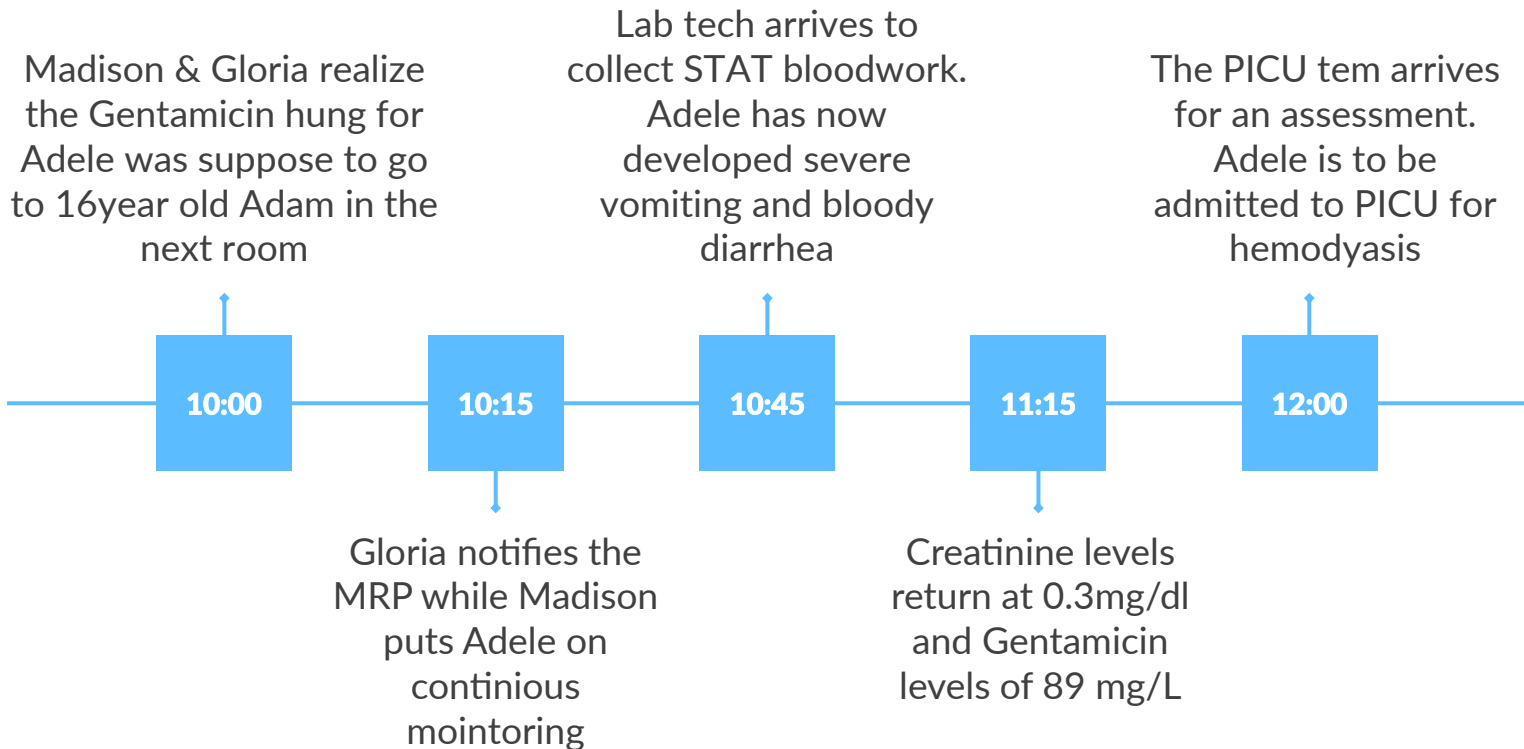 Madison & Gloria realize
the Gentamicin hung for
Adele was suppose to go
to 16year old Adam in the
next room
Lab tech arrives to
collect STAT bloodwork.
Adele has now
developed severe
vomiting and bloody
diarrhea
The PICU tem arrives
for an assessment.
Adele is to be
admitted to PICU for
hemodyasis
10:00
10:15
10:45
11:15
12:00
Gloria notifies the
MRP while Madison
puts Adele on
continious
mointoring
Creatinine levels
return at 0.3mg/dl
and Gentamicin
levels of 89 mg/L